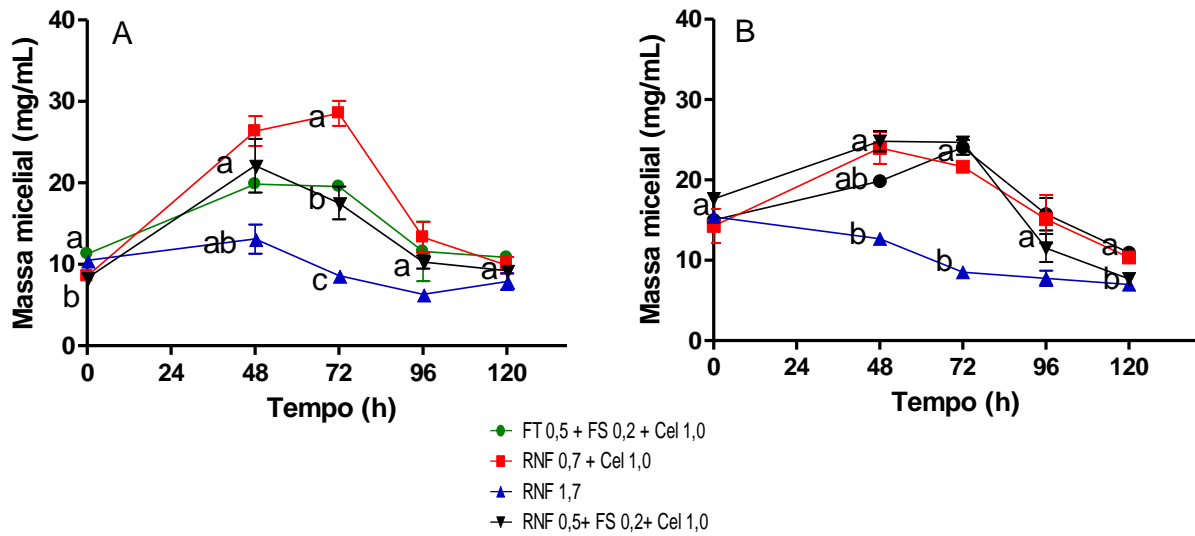 A
Massa micelial (mg/mL)
40
30
20
10
0
a
b
a
ab
a
b
c
a
a
0 24 48 72 96 120
Tempo (h)
B
Massa micelial (mg/mL)
40
30
20
10
0
a
a
ab
b
a
b
a
a
b
0 24 48 72 96 120
Tempo (h)
FT 0,5 + FS 0,2 + Cel 1,0
RNF 0,7 + Cel 1,0
RNF 1,7
RNF 0,5+ FS 0,2+ Cel 1,0